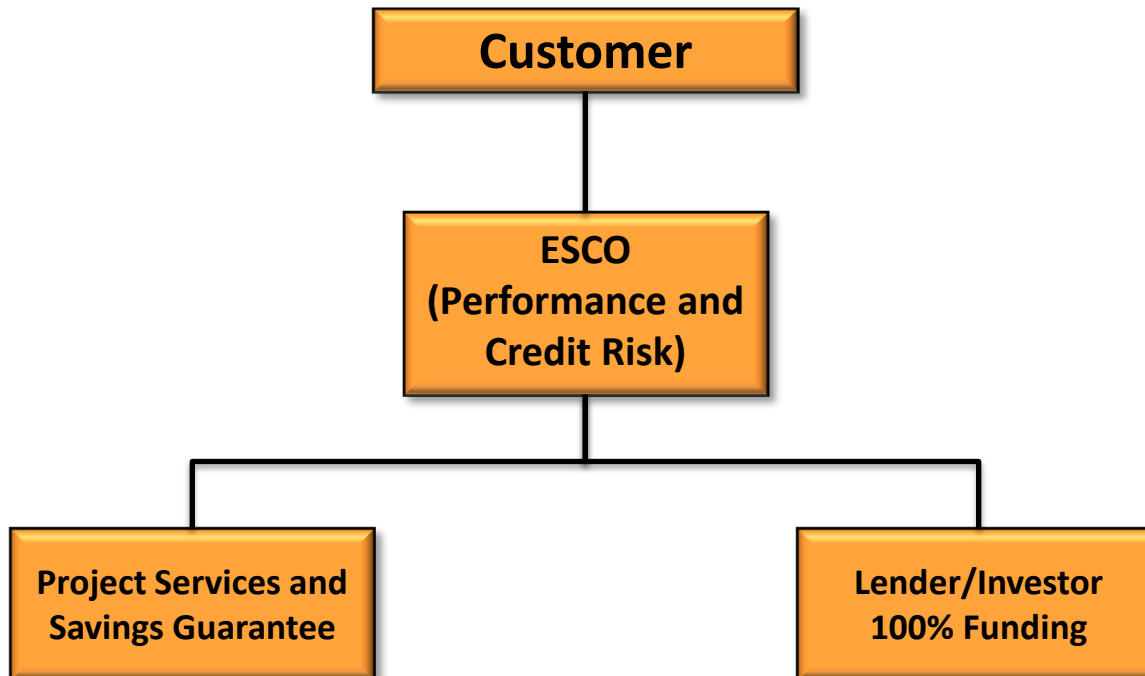 Customer
ESCO
(Performance and
Credit Risk)
Project Services and
Savings Guarantee
Lender/Investor
100% Funding